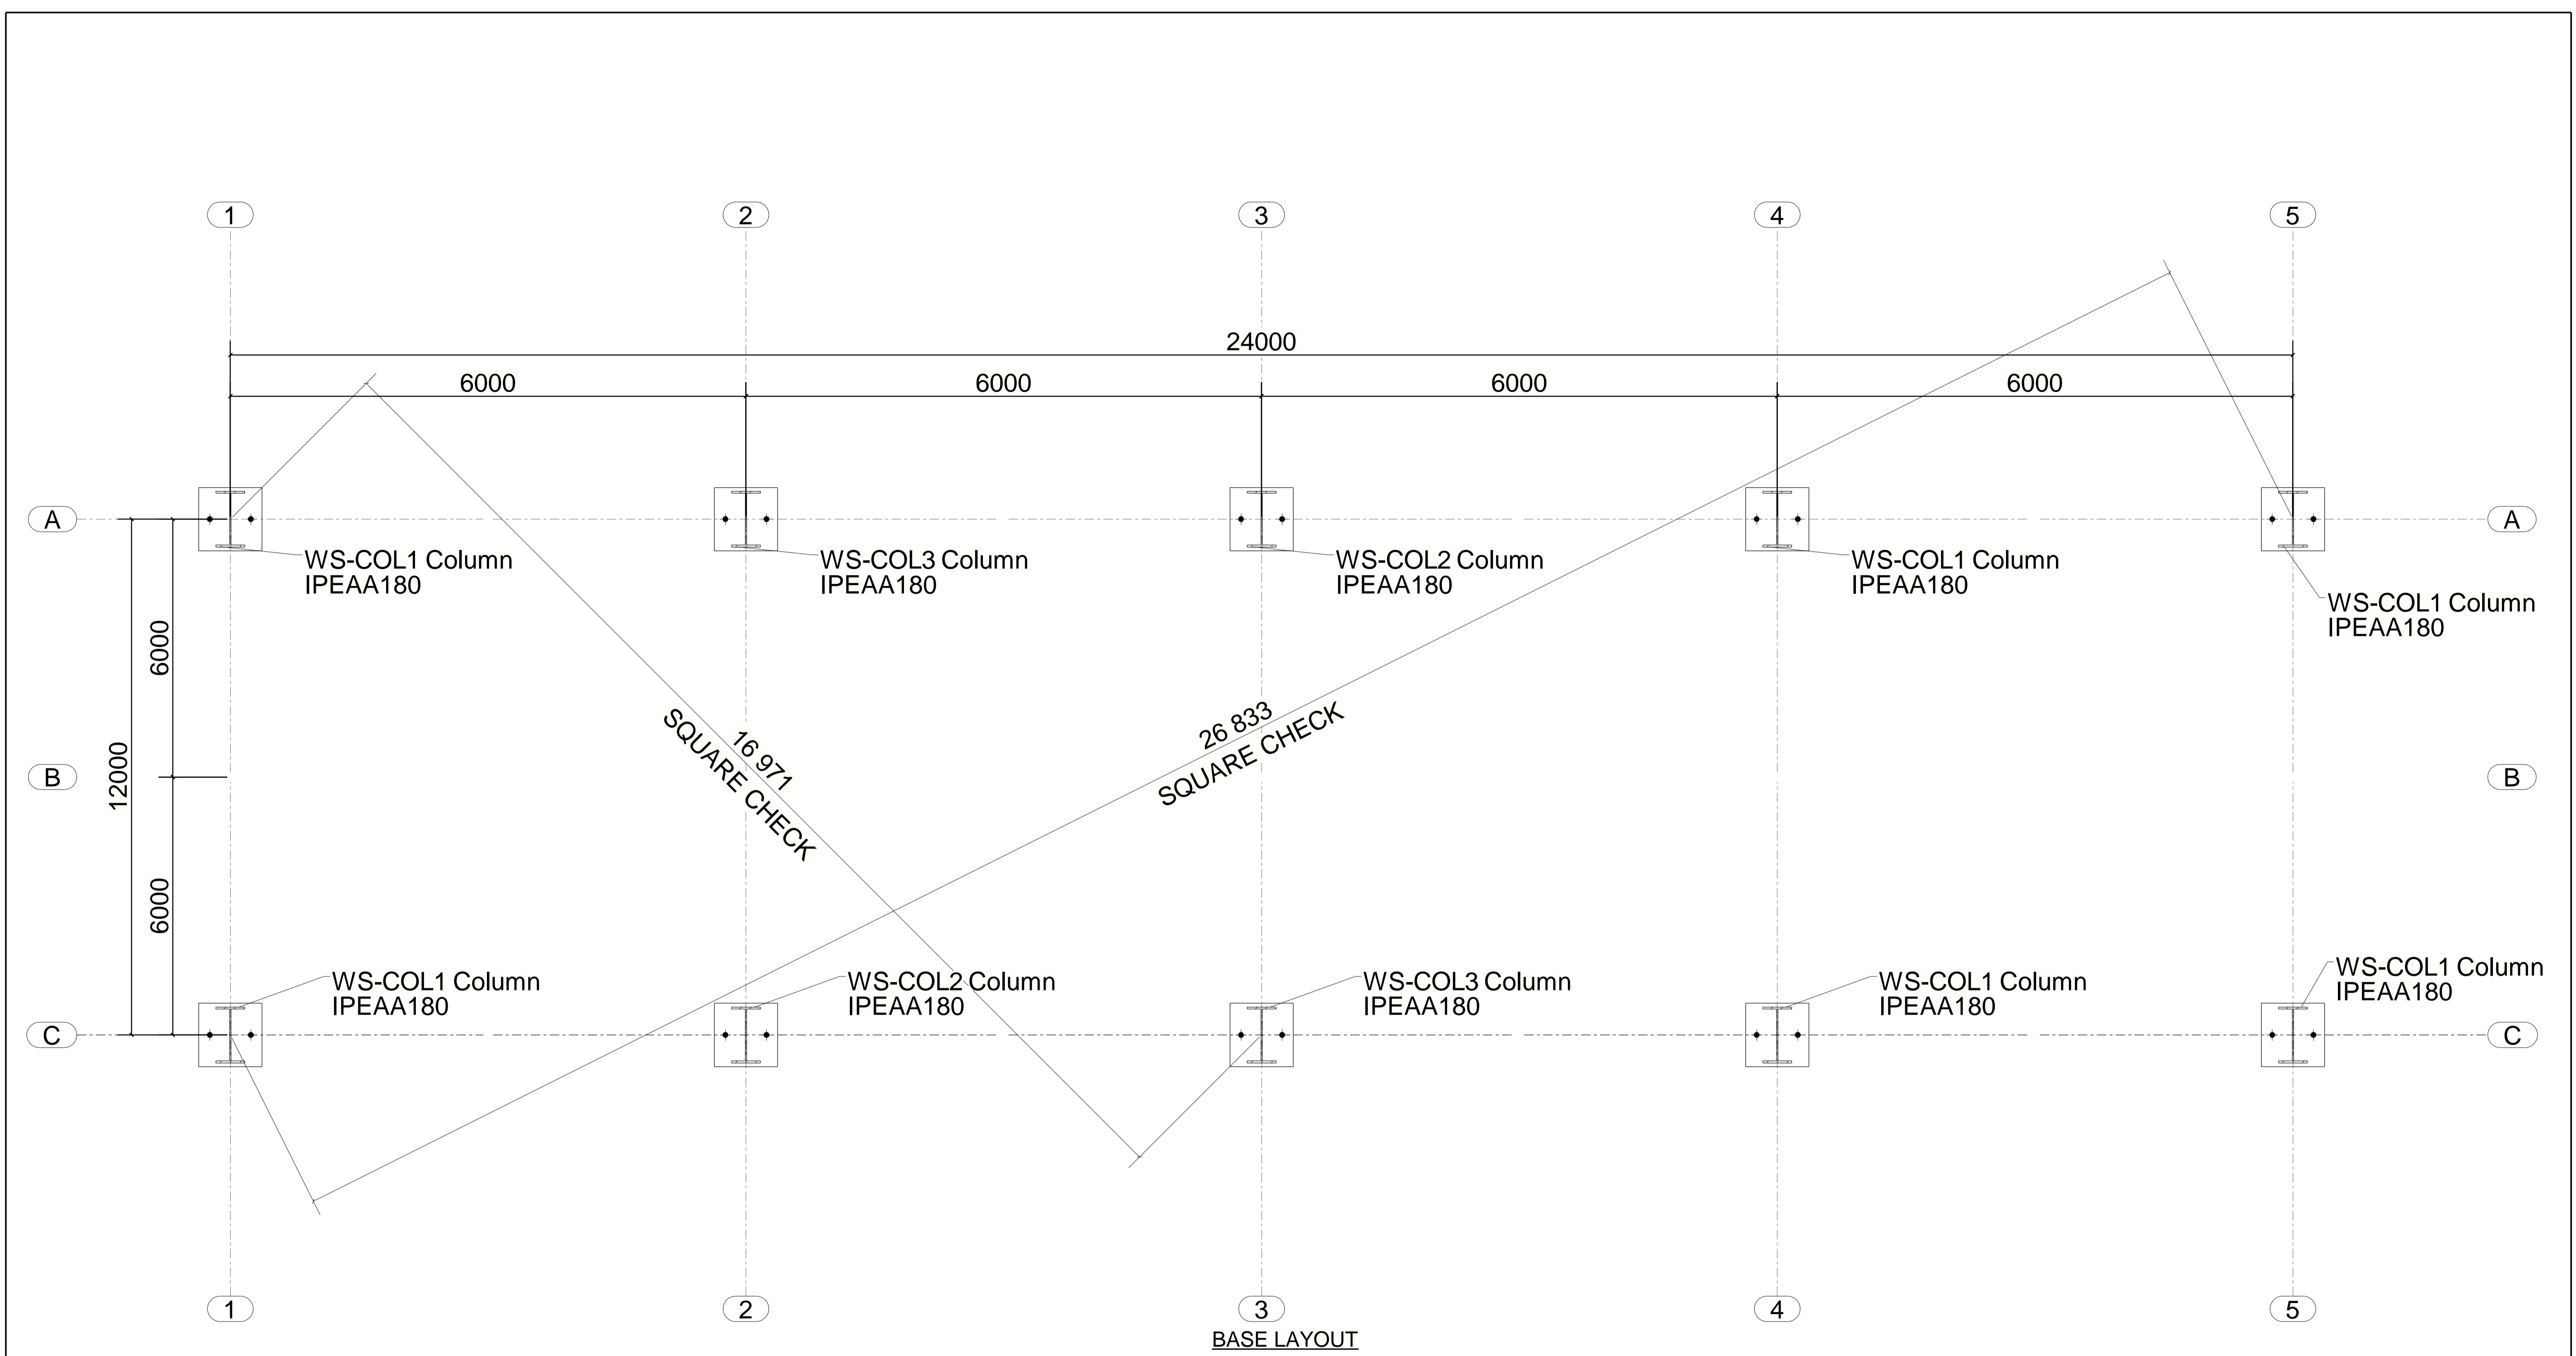 1
2
3
4
5
24000
6000
6000
6000
6000
A
A
WS-COL1 Column
IPEAA180
WS-COL3 Column
IPEAA180
WS-COL2 Column
IPEAA180
WS-COL1 Column
IPEAA180
WS-COL1 Column
IPEAA180
6000
12000
6000
B
B
16 971
SQUARE CHECK
26 833
SQUARE CHECK
WS-COL1 Column
IPEAA180
WS-COL2 Column
IPEAA180
WS-COL3 Column
IPEAA180
WS-COL1 Column
IPEAA180
WS-COL1 Column
IPEAA180
C
C
1
2
3
4
5
BASE LAYOUT